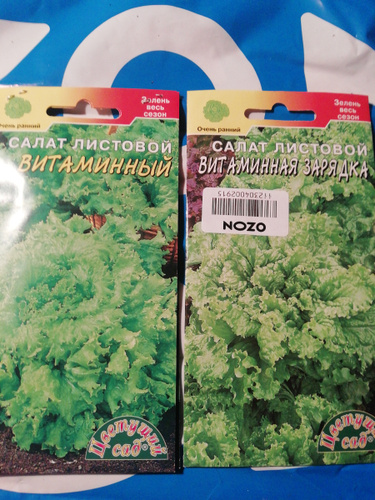 Очень ранний
Зелень
весь
сезон
САЛАТ ЛИСТОВОЙ
ВИТАМИННЫЙ
Цветущий
сад
Очень ранний
Зелень
весь
сезон
САЛАТ ЛИСТОВОЙ
ВИТАМИННАЯ ЗАРЯДКА
112304002915
OZON
Цветущий
сад